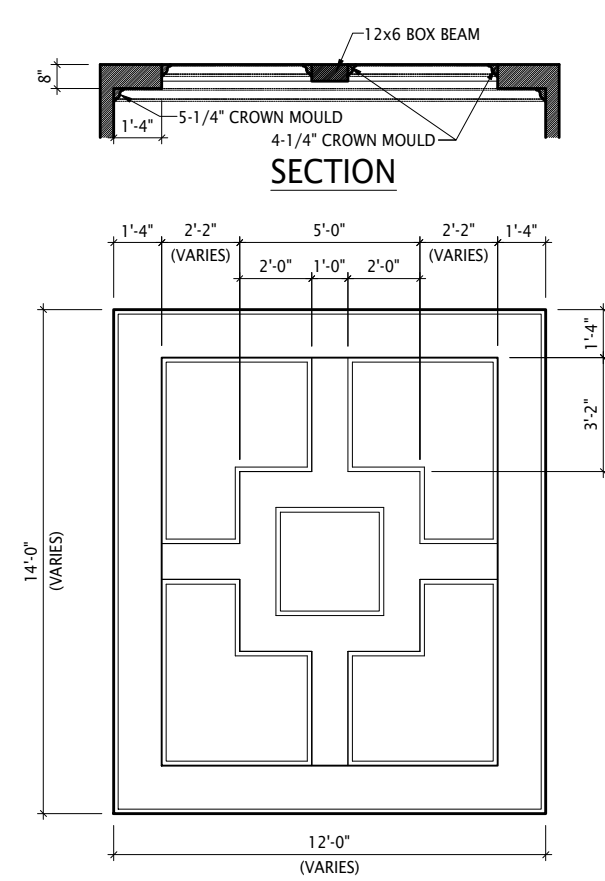 12x6 BOX BEAM
8"
5-1/4" CROWN MOULD
1'-4"
4-1/4" CROWN MOULD
SECTION
1'-4" 2'-2" 5'-0" 2'-2" 1'-4"
(VARIES) (VARIES)
2'-0" 1'-0" 2'-0"
1'-4"
3'-2"
14'-0"
(VARIES)
12'-0"
(VARIES)